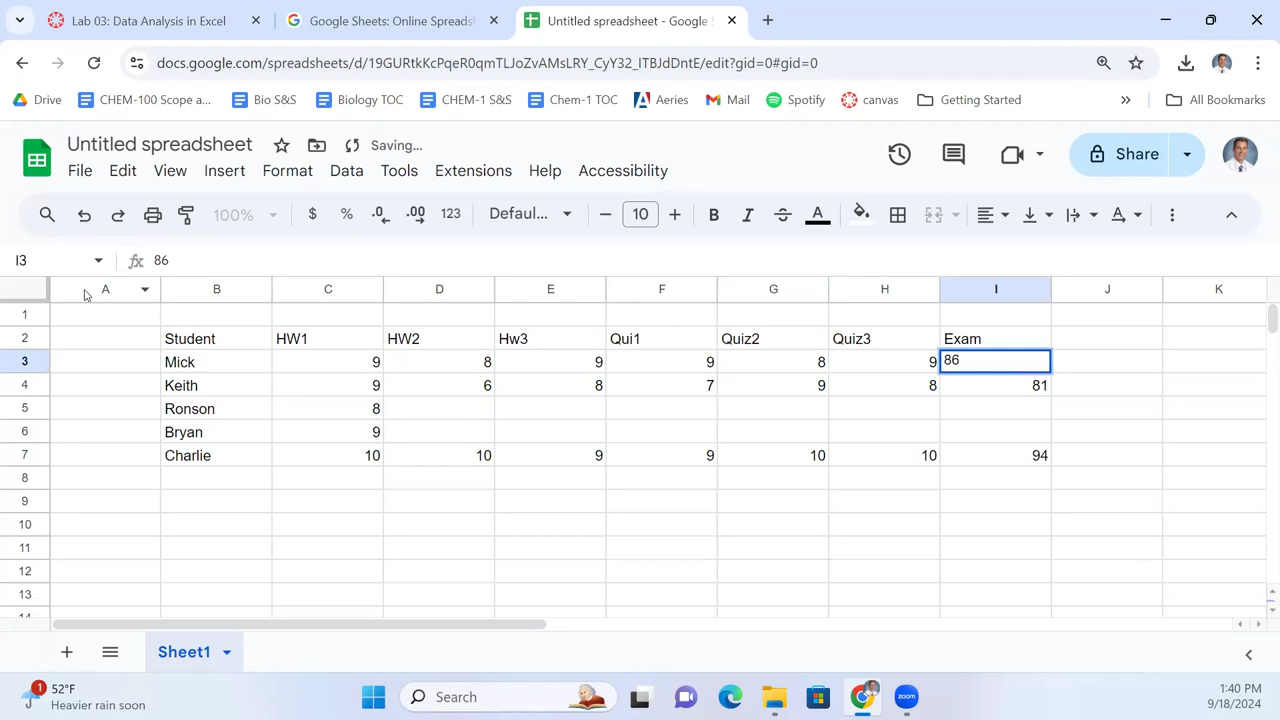 Lab 03: Data Analysis in Excel
Google Sheets: Online Spreads
Untitled spreadsheet - Google S
docs.google.com/spreadsheets/d/19GURtkKcPqeR0qmTLJoZvAMsLRY_CyY32_ITBJdDntE/edit?gid=0#gid=0
Drive CHEM-100 Scope a... Bio S&S Biology TOC CHEM-1 S&S Chem-1 TOC Aeries Mail Spotify canvas Getting Started » All Bookmarks
Untitled spreadsheet Saving...
File Edit View Insert Format Data Tools Extensions Help Accessibility
Share
100% $ % .0 .00 123 Defaul... − 10 + B I S A
I3 fx 86
A B C D E F G H I J K
1
2 Student HW1 HW2 Hw3 Qui1 Quiz2 Quiz3 Exam
3 Mick 9 8 9 9 8 9 86
4 Keith 9 6 8 7 9 8 81
5 Ronson 8
6 Bryan 9
7 Charlie 10 10 9 9 10 10 94
8
9
10
11
12
13
14
+ Sheet1
1 52°F
Heavier rain soon
Search
zoom
1:40 PM
9/18/2024